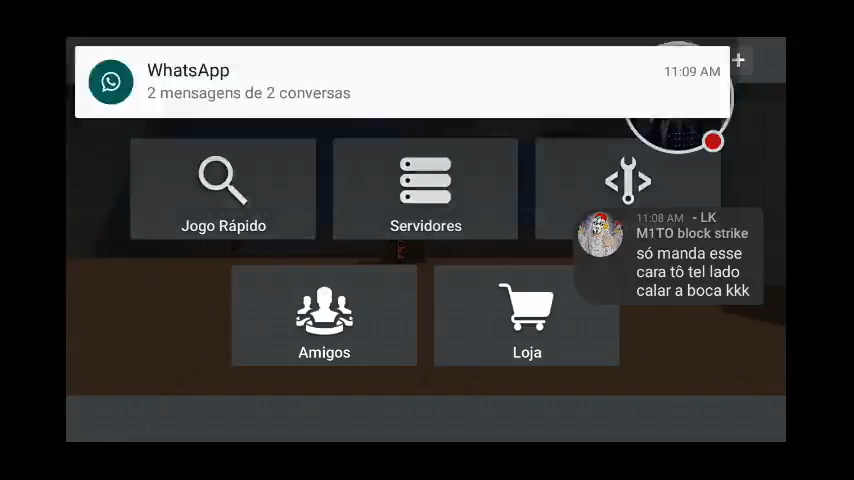 WhatsApp
11:09 AM
2 mensagens de 2 conversas
Jogo Rápido
Servidores
11:08 AM - LK
M1TO block strike
só manda esse
cara tô tel lado
calar a boca kkk
Amigos
Loja